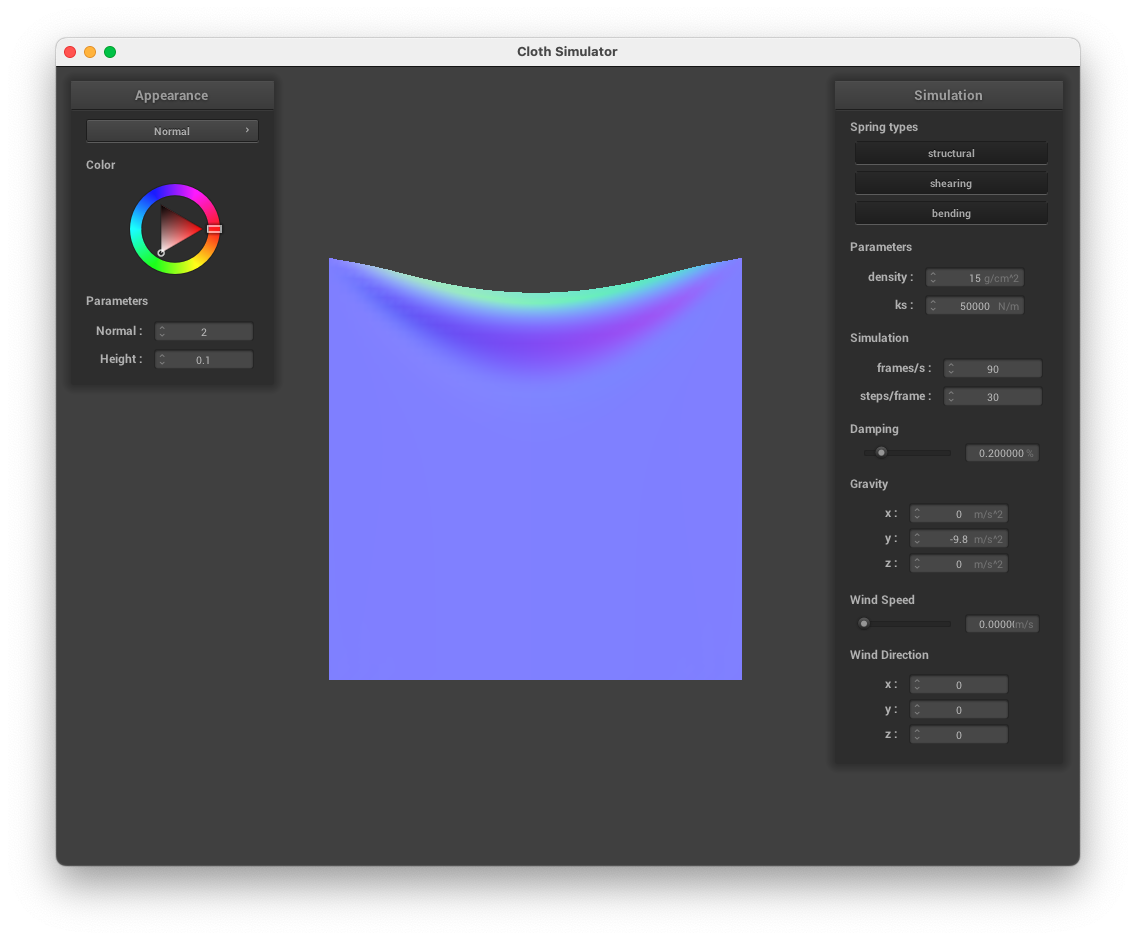 Cloth Simulator
Appearance
Normal
Color
Parameters
Normal : 2
Height : 0.1
Simulation
Spring types
structural
shearing
bending
Parameters
density : 15 g/cm^2
ks : 50000 N/m
Simulation
frames/s : 90
steps/frame : 30
Damping
0.200000 %
Gravity
x : 0 m/s^2
y : -9.8 m/s^2
z : 0 m/s^2
Wind Speed
0.0000 m/s
Wind Direction
x : 0
y : 0
z : 0